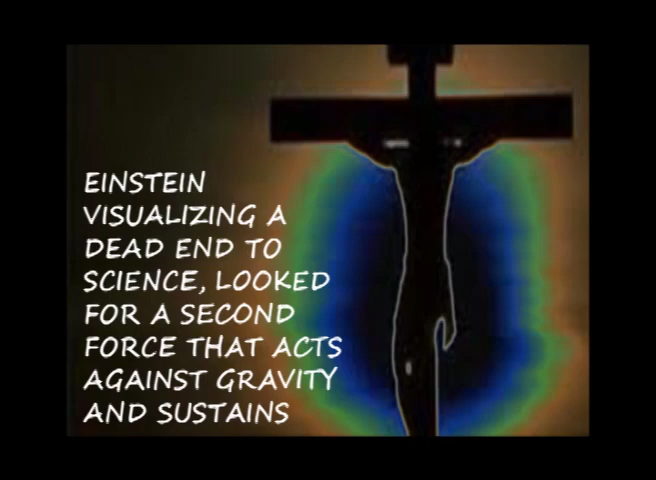 EINSTEIN
VISUALIZING A
DEAD END TO
SCIENCE, LOOKED
FOR A SECOND
FORCE THAT ACTS
AGAINST GRAVITY
AND SUSTAINS